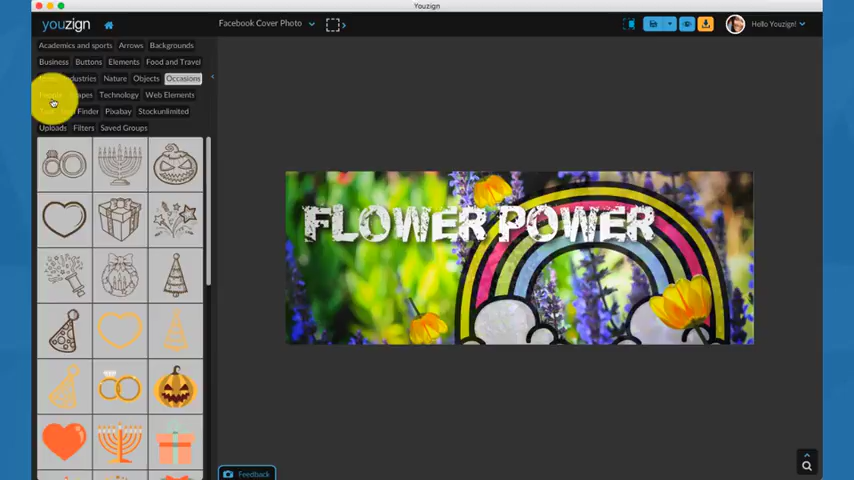 Youzign
youzign
Facebook Cover Photo
Hello Youzign!
Academics and sports Arrows Backgrounds
Business Buttons Elements Food and Travel
Industries Nature Objects Occasions
Technology Web Elements
Finder Pixabay Stockunlimited
Uploads Filters Saved Groups
FLOWER POWER
Feedback